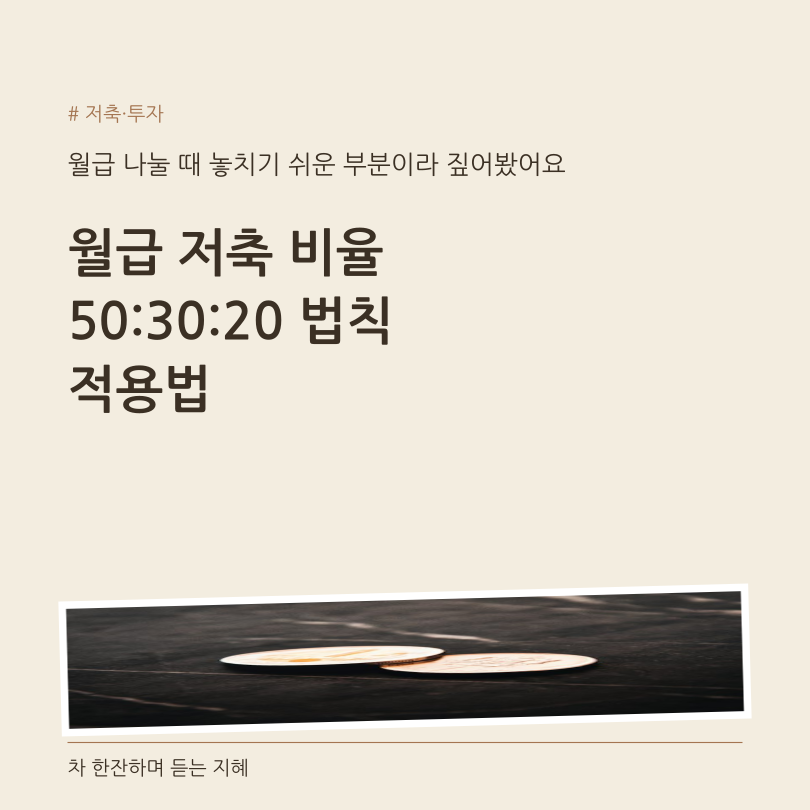 # 저축·투자
월급 나눌 때 놓치기 쉬운 부분이라 짚어봤어요
월급 저축 비율
50:30:20 법칙
적용법
차 한잔하며 듣는 지혜